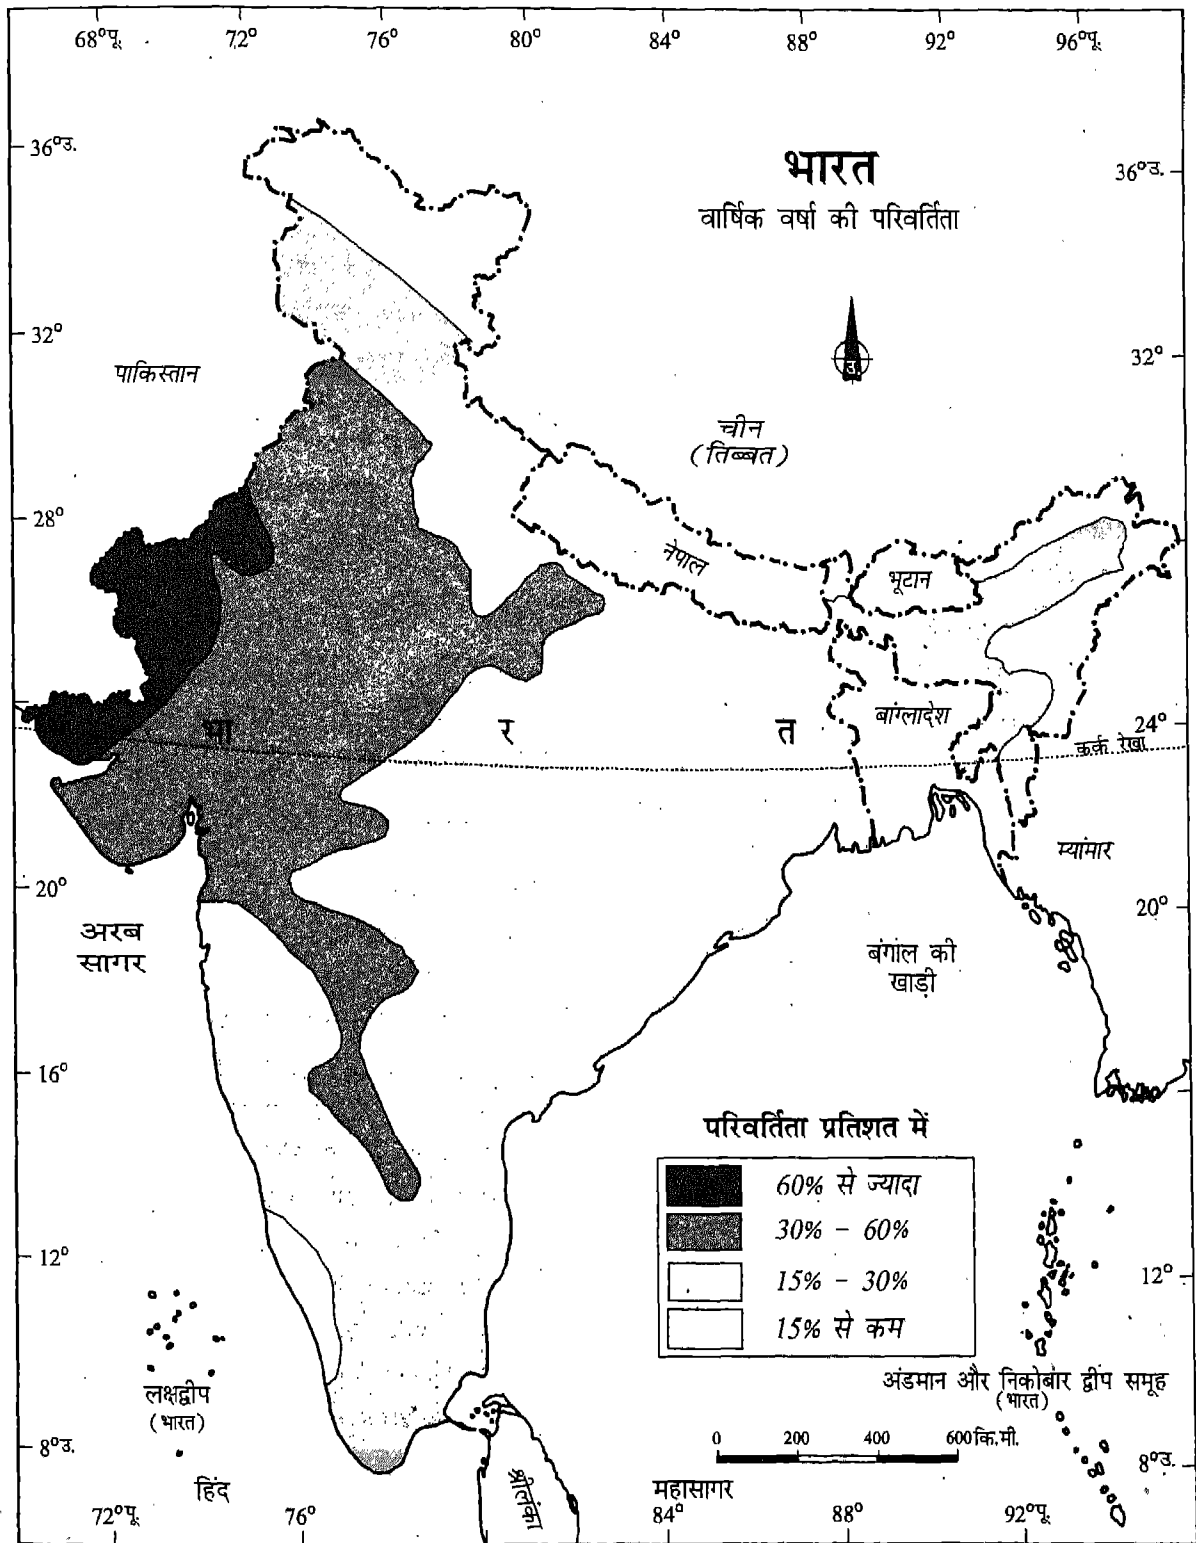 68°पू.
72°
76°
80°
84°
88°
92°
96°पू.
36°उ.
भारत
36°उ.
वार्षिक वर्षा की परिवर्तिता
32°
उ
32°
पाकिस्तान
चीन
(तिब्बत)
28°
नेपाल
भूटान
भा
र
त
बांग्लादेश
24°
कर्क रेखा
म्यांमार
20°
20°
अरब
सागर
बंगाल की
खाड़ी
16°
परिवर्तिता प्रतिशत में
60% से ज्यादा
30% - 60%
12°
15% - 30%
12°
15% से कम
अंडमान और निकोबार द्वीप समूह
(भारत)
लक्षद्वीप
(भारत)
0 200 400 600 कि.मी.
8°उ.
8°उ.
हिंद
श्रीलंका
महासागर
72°पू.
76°
84°
88°
92°पू.